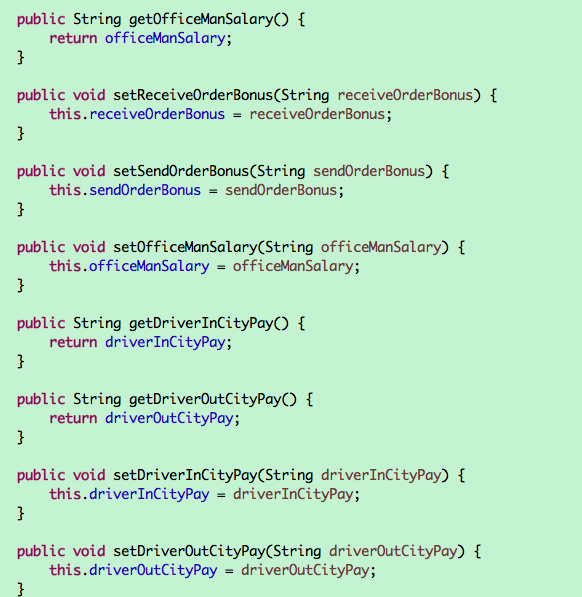 public String getOfficeManSalary() {
return officeManSalary;
}
public void setReceiveOrderBonus(String receiveOrderBonus) {
this.receiveOrderBonus = receiveOrderBonus;
}
public void setSendOrderBonus(String sendOrderBonus) {
this.sendOrderBonus = sendOrderBonus;
}
public void setOfficeManSalary(String officeManSalary) {
this.officeManSalary = officeManSalary;
}
public String getDriverInCityPay() {
return driverInCityPay;
}
public String getDriverOutCityPay() {
return driverOutCityPay;
}
public void setDriverInCityPay(String driverInCityPay) {
this.driverInCityPay = driverInCityPay;
}
public void setDriverOutCityPay(String driverOutCityPay) {
this.driverOutCityPay = driverOutCityPay;
}